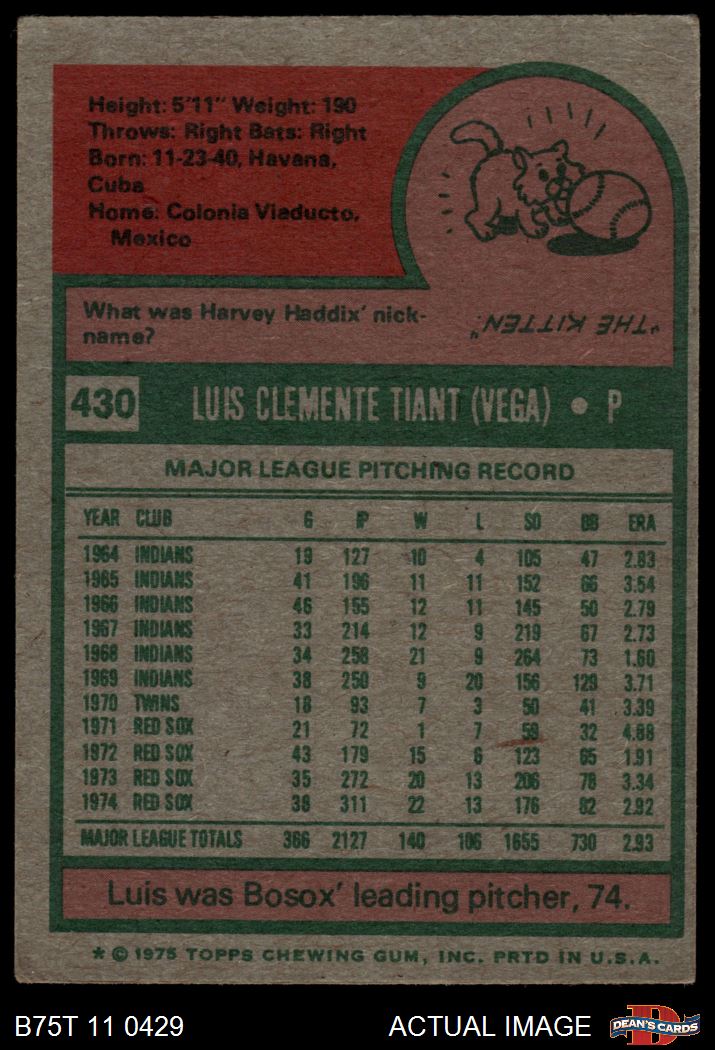 Height: 5'11" Weight: 190
Throws: Right Bats: Right
Born: 11-23-40, Havana,
Cuba
Home: Colonia Viaducto,
Mexico
What was Harvey Haddix' nick-
name?
"THE KITTEN."
430 LUIS CLEMENTE TIANT (VEGA) • P
MAJOR LEAGUE PITCHING RECORD
YEAR CLUB G IP W L SO BB ERA
1964 INDIANS 19 127 10 4 105 47 2.83
1965 INDIANS 41 196 11 11 152 66 3.54
1966 INDIANS 46 155 12 11 145 50 2.79
1967 INDIANS 33 214 12 9 219 67 2.73
1968 INDIANS 34 258 21 9 264 73 1.60
1969 INDIANS 38 250 9 20 156 129 3.71
1970 TWINS 18 93 7 3 50 41 3.39
1971 RED SOX 21 72 1 7 59 32 4.88
1972 RED SOX 43 179 15 6 123 65 1.91
1973 RED SOX 35 272 20 13 206 78 3.34
1974 RED SOX 38 311 22 13 176 82 2.92
MAJOR LEAGUE TOTALS 366 2127 140 106 1655 730 2.93
Luis was Bosox' leading pitcher, 74.
* © 1975 TOPPS CHEWING GUM, INC. PRTD IN U.S.A.
B75T 11 0429 ACTUAL IMAGE D DEAN'S CARDS